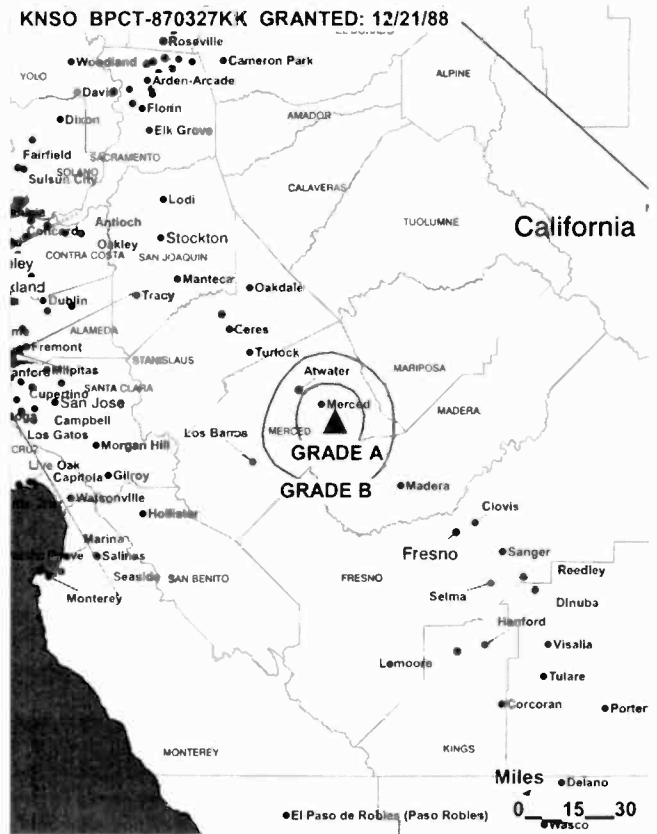 KNSO BPCT-870327KK GRANTED: 12/21/88
Roseville
Woodland
Cameron Park
YOLO
ALPINE
Arden-Arcade
Davis
Florin
AMADOR
Dixon
Elk Grove
Fairfield
SACRAMENTO
SOLANO
Suisun City
CALAVERAS
Lodi
TUOLUMNE
Antioch
California
Concord
Stockton
Oakley
CONTRA COSTA
SAN JOAQUIN
eley
Manteca
kland
Oakdale
Tracy
Dublin
ALAMEDA
Ceres
Fremont
Turlock
STANISLAUS
Milpitas
Atwater
MARIPOSA
anford
SANTA CLARA
Cupertino
San Jose
Merced
MADERA
Campbell
Los Banos
MERCED
Los Gatos
Morgan Hill
GRADE A
CRUZ
Live Oak
Capitola
Gilroy
GRADE B
Madera
Watsonville
Clovis
Hollister
Marina
Fresno
Salinas
Sanger
Seaside
SAN BENITO
FRESNO
Reedley
Monterey
Selma
Dinuba
Hanford
Visalia
Lemoore
Tulare
Corcoran
Porter
MONTEREY
KINGS
Miles
Delano
El Paso de Robles (Paso Robles)
0 15 30
Wasco